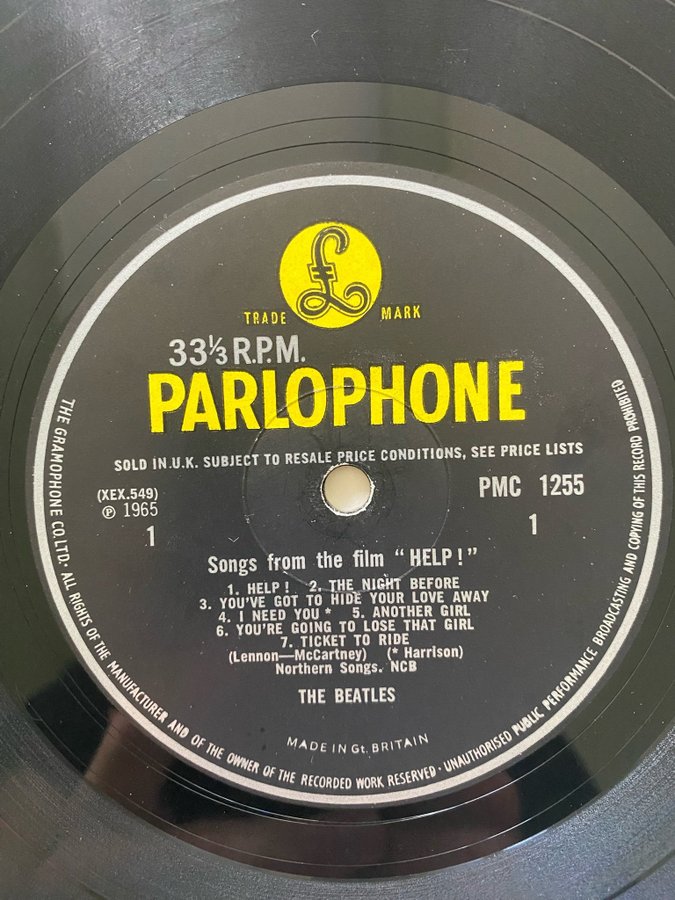 £
TRADE MARK
33⅓ R.P.M.
PARLOPHONE
SOLD IN U.K. SUBJECT TO RESALE PRICE CONDITIONS, SEE PRICE LISTS
(XEX.549)
℗ 1965
1
PMC 1255
1
Songs from the film “HELP!”
1. HELP! 2. THE NIGHT BEFORE
3. YOU'VE GOT TO HIDE YOUR LOVE AWAY
4. I NEED YOU* 5. ANOTHER GIRL
6. YOU'RE GOING TO LOSE THAT GIRL
7. TICKET TO RIDE
(Lennon—McCartney) (* Harrison)
Northern Songs. NCB
THE BEATLES
MADE IN Gt. BRITAIN
THE GRAMOPHONE CO. LTD. ALL RIGHTS OF THE MANUFACTURER AND OF THE OWNER OF THE RECORDED WORK RESERVED · UNAUTHORISED PUBLIC PERFORMANCE BROADCASTING AND COPYING OF THIS RECORD PROHIBITED